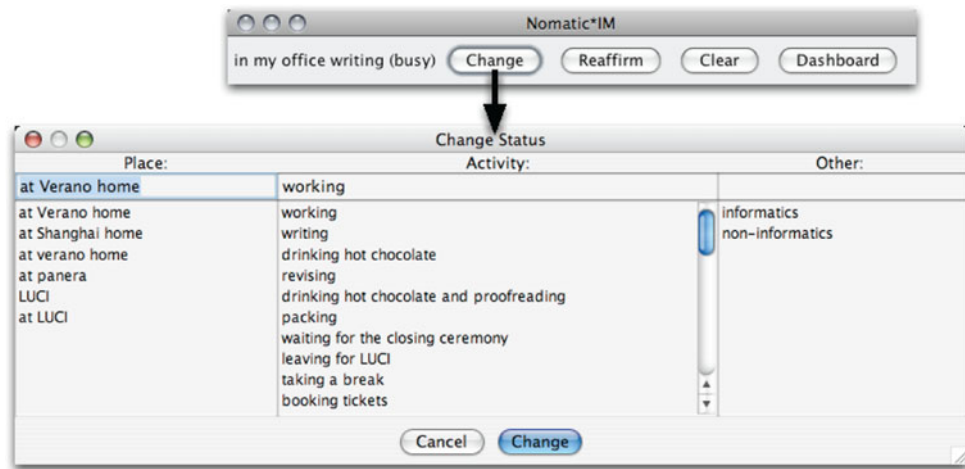 Nomatic*IM
in my office writing (busy) Change Reaffirm Clear Dashboard
Change Status
Place: Activity: Other:
at Verano home working
at Verano home working informatics
at Shanghai home writing non-informatics
at verano home drinking hot chocolate
at panera revising
LUCI drinking hot chocolate and proofreading
at LUCI packing
waiting for the closing ceremony
leaving for LUCI
taking a break
booking tickets
Cancel Change